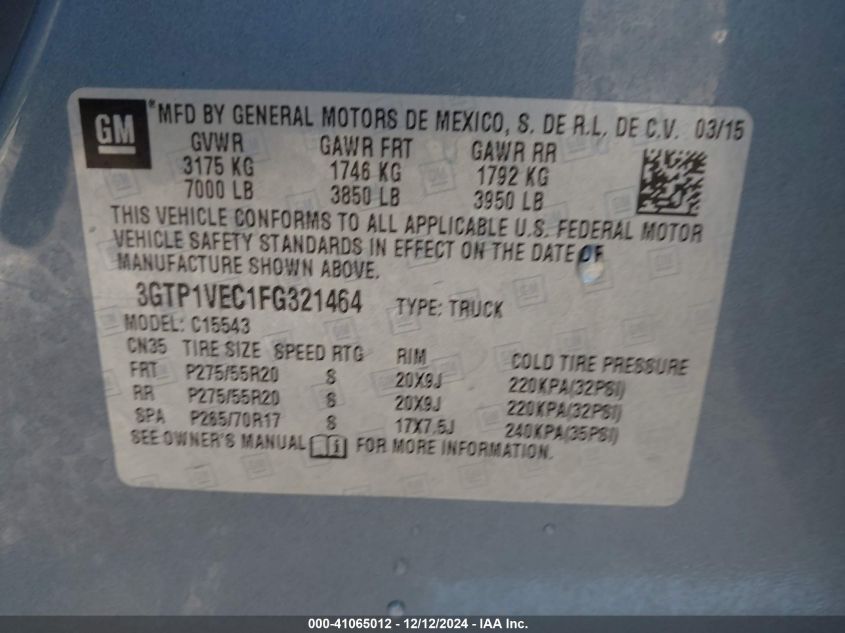 GM *MFD BY GENERAL MOTORS DE MEXICO, S. DE R.L. DE C.V. 03/15
GVWR GAWR FRT GAWR RR
3175 KG 1746 KG 1792 KG
7000 LB 3850 LB 3950 LB
THIS VEHICLE CONFORMS TO ALL APPLICABLE U.S. FEDERAL MOTOR
VEHICLE SAFETY STANDARDS IN EFFECT ON THE DATE OF
MANUFACTURE SHOWN ABOVE.
3GTP1VEC1FG321464 TYPE: TRUCK
MODEL: C15543
CN35 TIRE SIZE SPEED RTG RIM COLD TIRE PRESSURE
FRT P275/55R20 S 20X9J 220KPA(32PSI)
RR P275/55R20 S 20X9J 220KPA(32PSI)
SPA P265/70R17 S 17X7.5J 240KPA(35PSI)
SEE OWNER'S MANUAL FOR MORE INFORMATION.
000-41065012 - 12/12/2024 - IAA Inc.